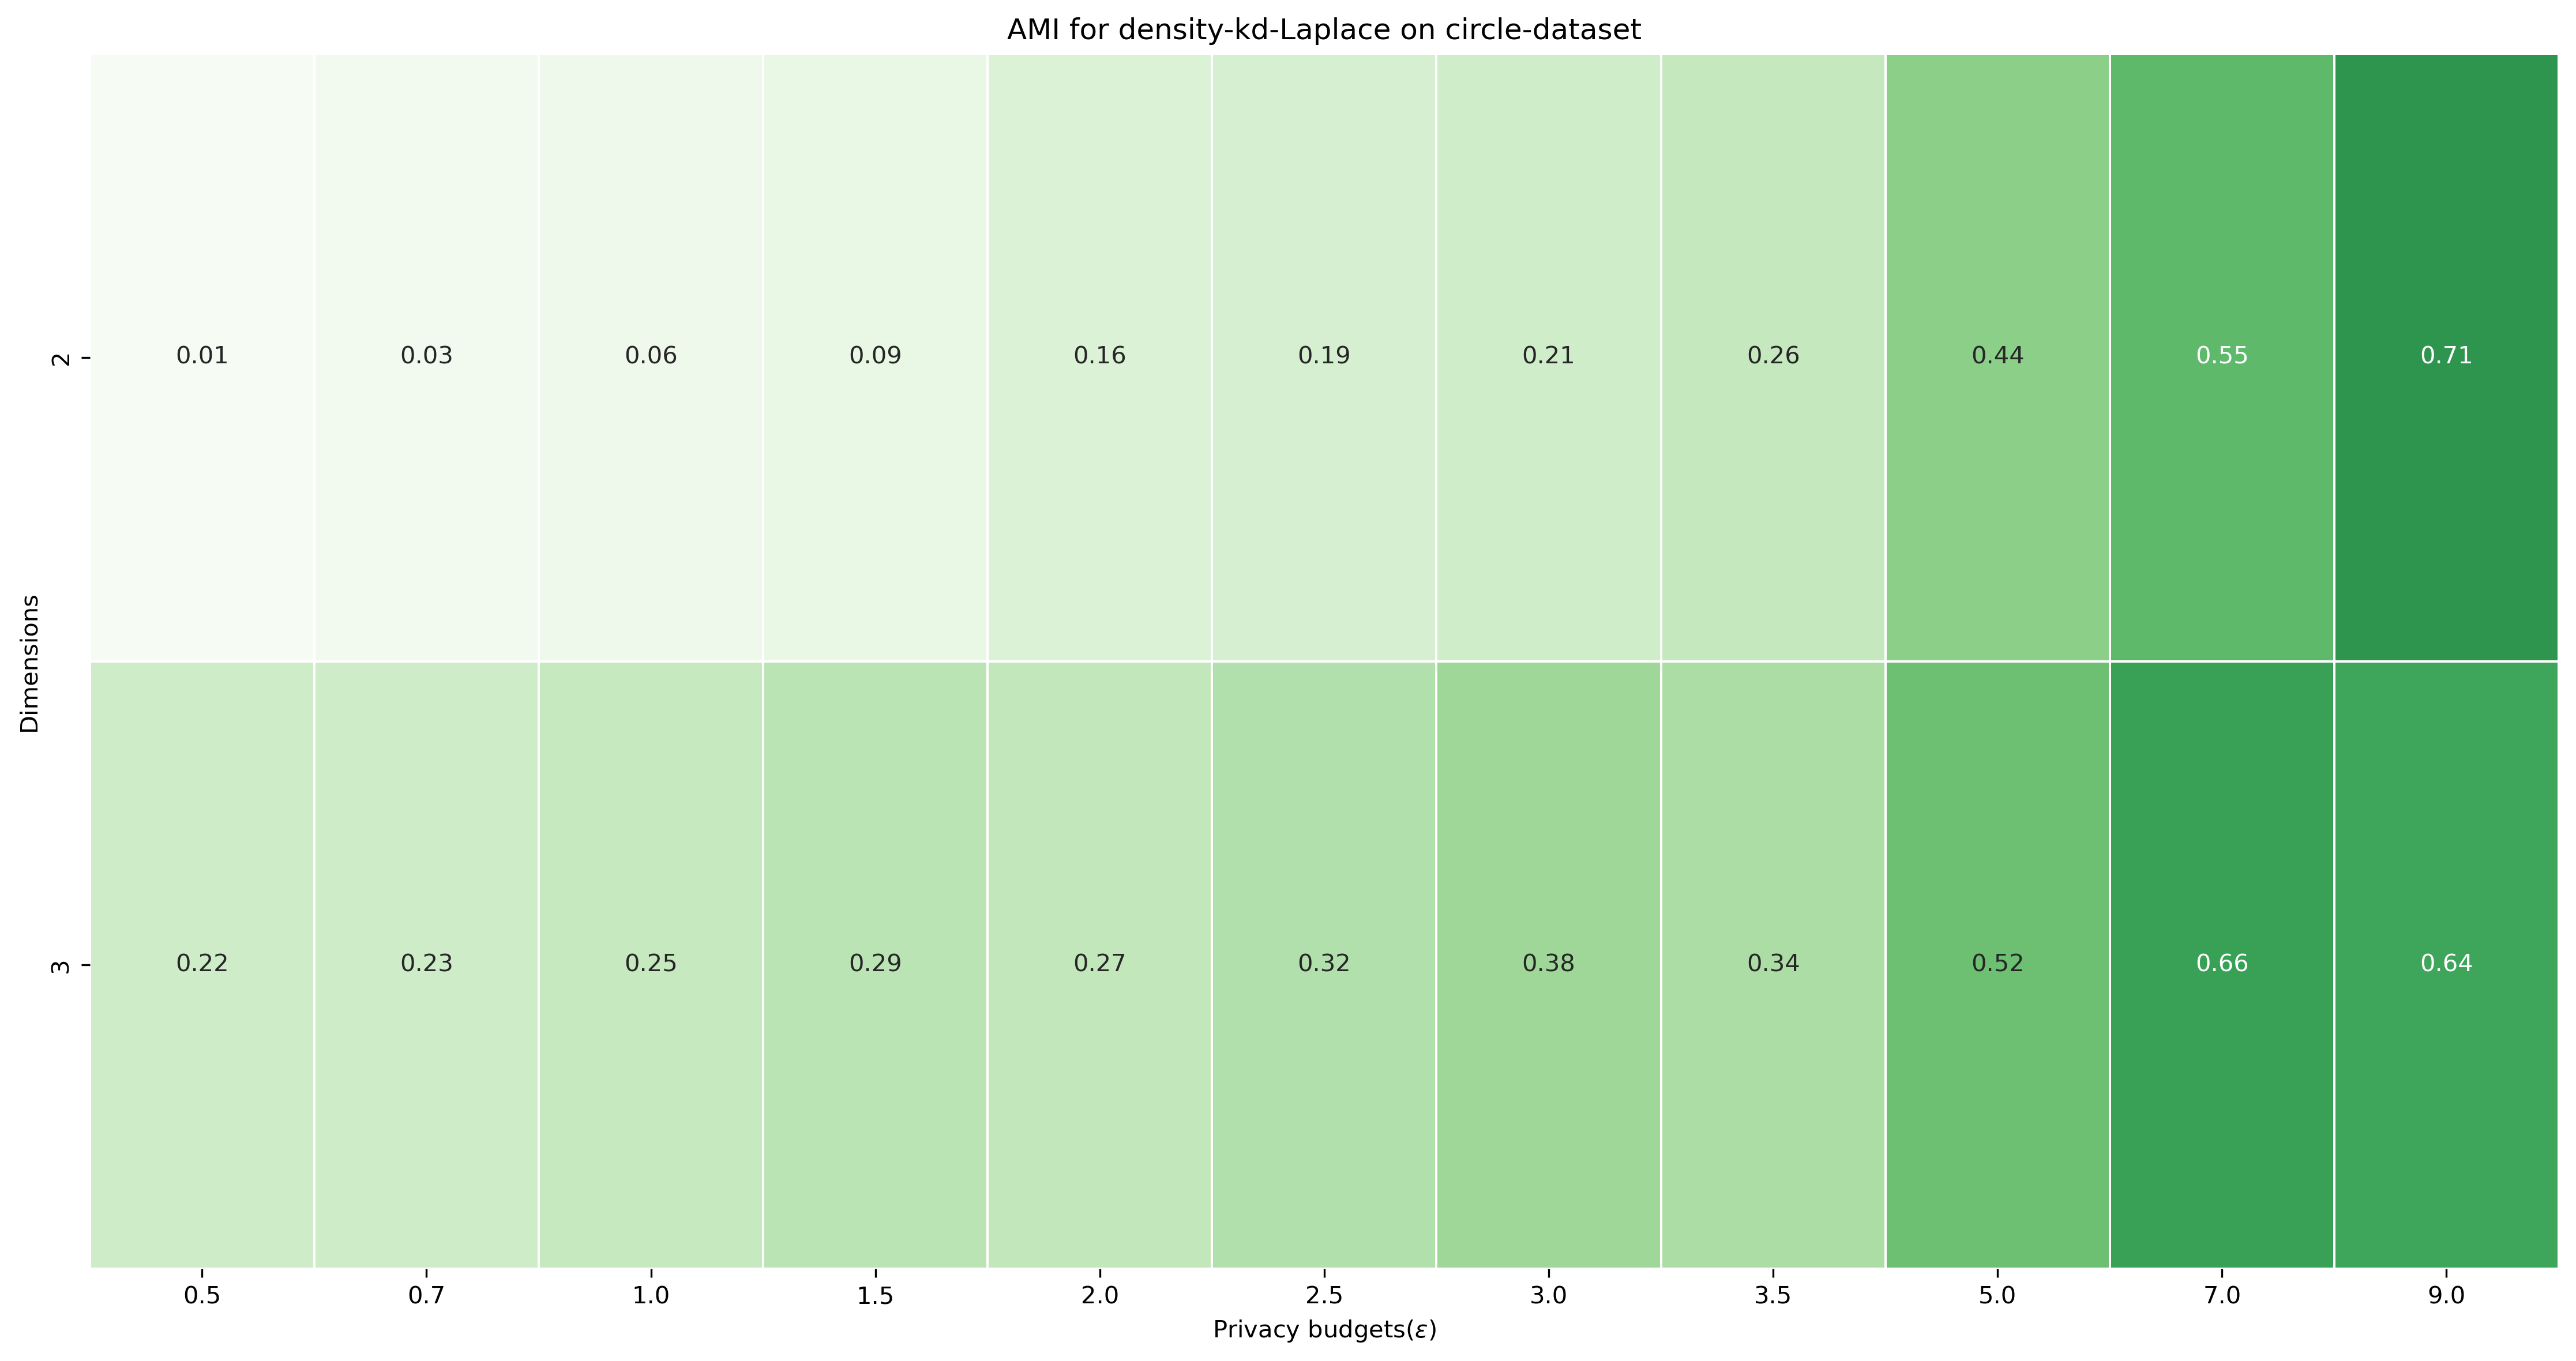 AMI for density-kd-Laplace on circle-dataset
Dimensions
2
0.01 0.03 0.06 0.09 0.16 0.19 0.21 0.26 0.44 0.55 0.71
3
0.22 0.23 0.25 0.29 0.27 0.32 0.38 0.34 0.52 0.66 0.64
0.5 0.7 1.0 1.5 2.0 2.5 3.0 3.5 5.0 7.0 9.0
Privacy budgets(ε)